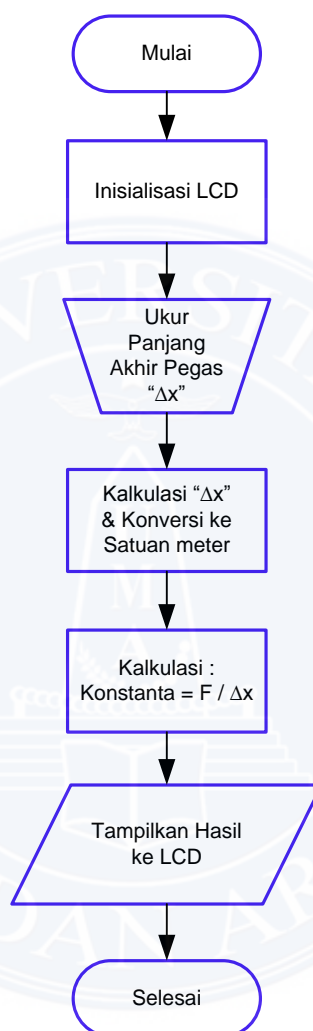 Mulai
Inisialisasi LCD
Ukur
Panjang
Akhir Pegas
“∆x”
Kalkulasi “∆x”
& Konversi ke
Satuan meter
Kalkulasi :
Konstanta = F / ∆x
Tampilkan Hasil
ke LCD
Selesai